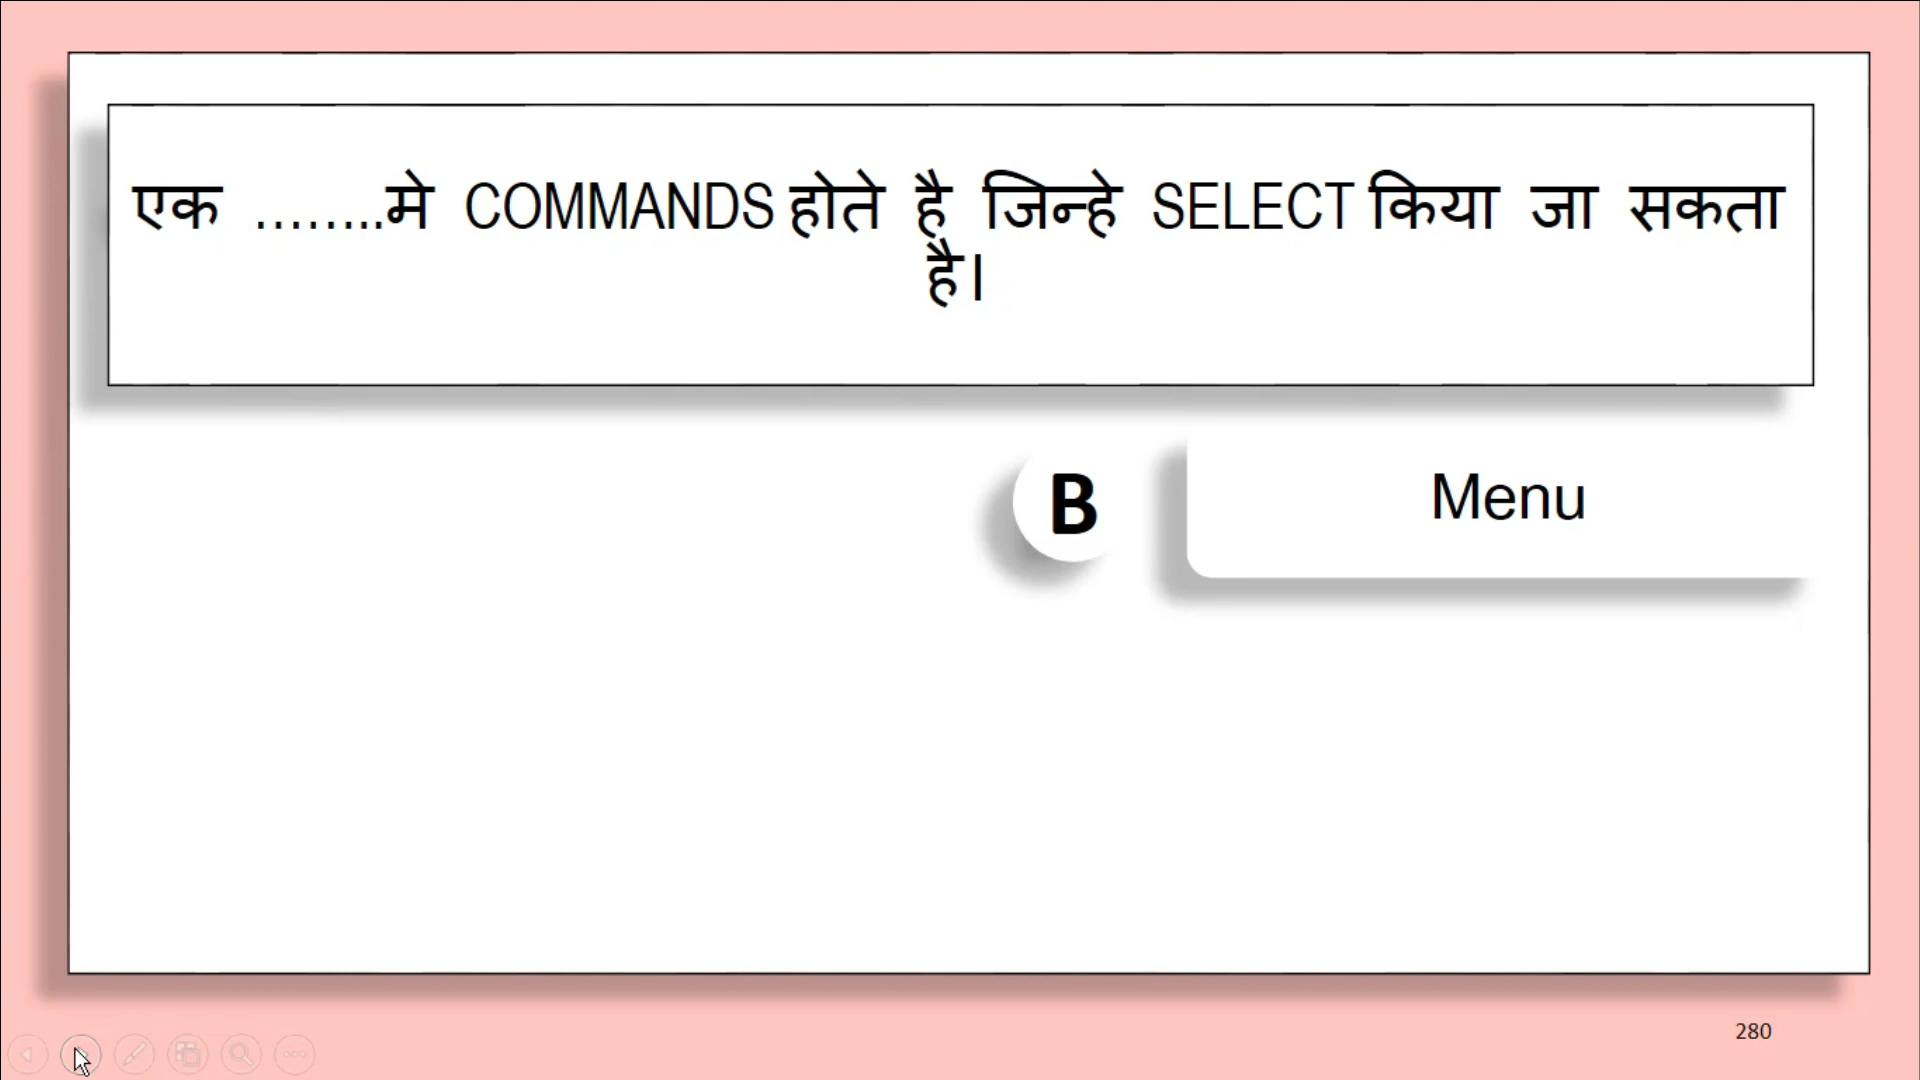 एक ........मे COMMANDS होते है जिन्हे SELECT किया जा सकता
है।
B Menu
280